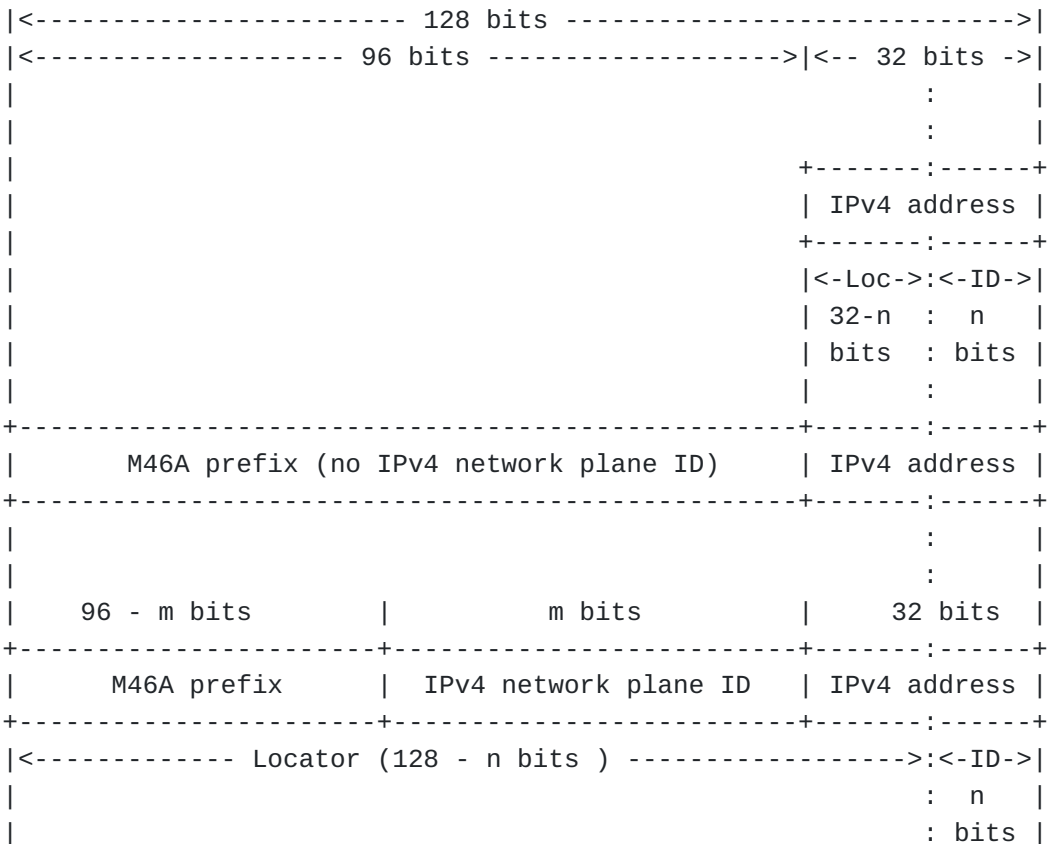 |<------------------------ 128 bits ----------------------------->|
|<-------------------- 96 bits ------------------->|<-- 32 bits ->|
|                                                          :      |
|                                                          :      |
|                                                  +-------:------+
|                                                  | IPv4 address |
|                                                  +-------:------+
|                                                  |<-Loc->:<-ID->|
|                                                  | 32-n  :  n   |
|                                                  | bits  : bits |
|                                                  |       :      |
+--------------------------------------------------+-------:------+
|       M46A prefix (no IPv4 network plane ID)     | IPv4 address |
+--------------------------------------------------+-------:------+
|                                                          :      |
|                                                          :      |
|    96 - m bits        |          m bits          |     32 bits  |
+-----------------------+--------------------------+-------:------+
|      M46A prefix      |  IPv4 network plane ID   | IPv4 address |
+-----------------------+--------------------------+-------:------+
|<------------- Locator (128 - n bits ) ------------------>:<-ID->|
|                                                          :  n   |
|                                                          : bits |